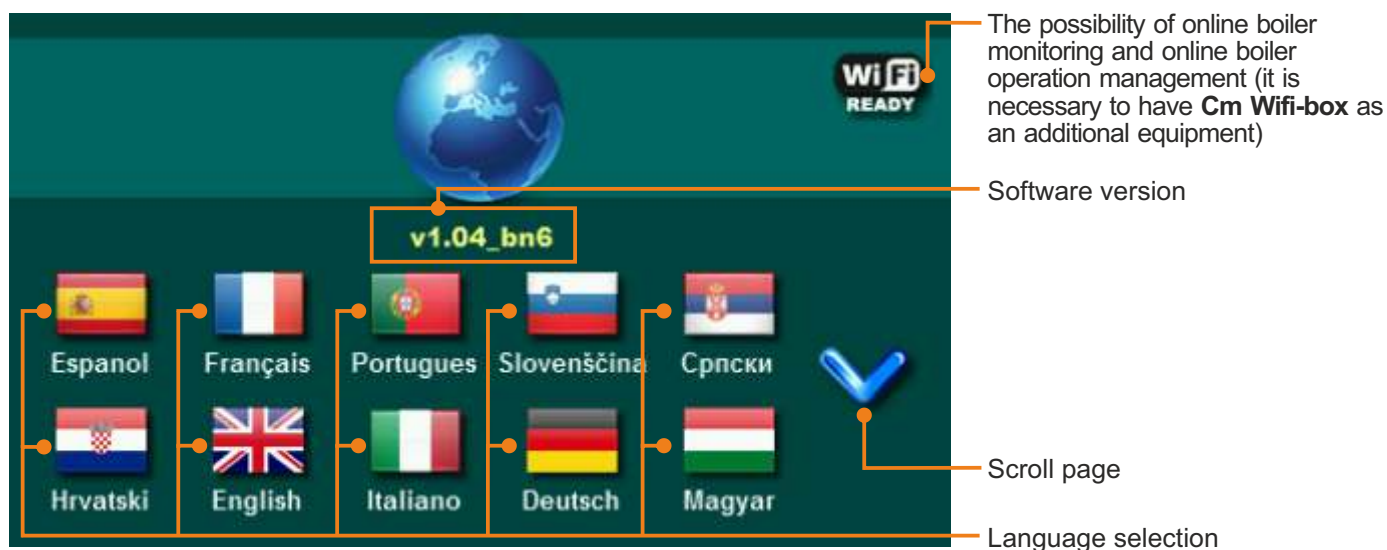 The possibility of online boiler
monitoring and online boiler
operation management (it is
necessary to have Cm Wifi-box as
an additional equipment)
Wi Fi
READY
Software version
v1.04_bn6
Espanol Français Portugues Slovenščina Српски
Hrvatski English Italiano Deutsch Magyar
Scroll page
Language selection